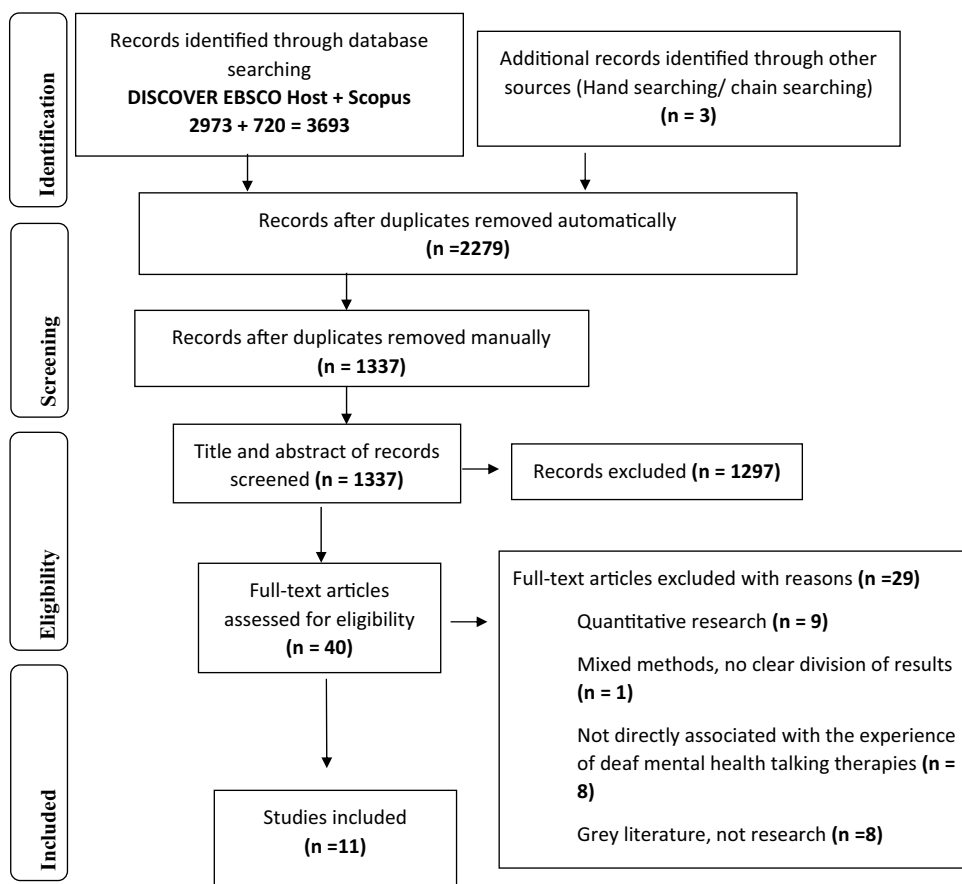 Identification
Records identified through database
searching
DISCOVER EBSCO Host + Scopus
2973 + 720 = 3693
Additional records identified through other
sources (Hand searching/ chain searching)
(n = 3)
Records after duplicates removed automatically
(n =2279)
Screening
Records after duplicates removed manually
(n = 1337)
Title and abstract of records
screened (n = 1337)
Records excluded (n = 1297)
Eligibility
Full-text articles
assessed for eligibility
(n = 40)
Full-text articles excluded with reasons (n =29)
Quantitative research (n = 9)
Mixed methods, no clear division of results
(n = 1)
Not directly associated with the experience
of deaf mental health talking therapies (n =
8)
Grey literature, not research (n =8)
Included
Studies included
(n =11)